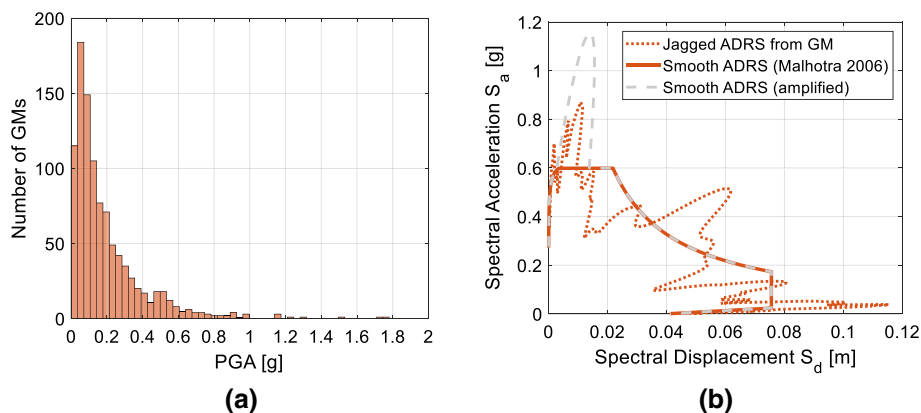 200
150
100
50
0
Number of GMs
0 0.2 0.4 0.6 0.8 1 1.2 1.4 1.6 1.8 2
PGA [g]
(a)
1.2
1
0.8
0.6
0.4
0.2
0
Spectral Acceleration S_a [g]
Jagged ADRS from GM
Smooth ADRS (Malhotra 2006)
Smooth ADRS (amplified)
0 0.02 0.04 0.06 0.08 0.1 0.12
Spectral Displacement S_d [m]
(b)